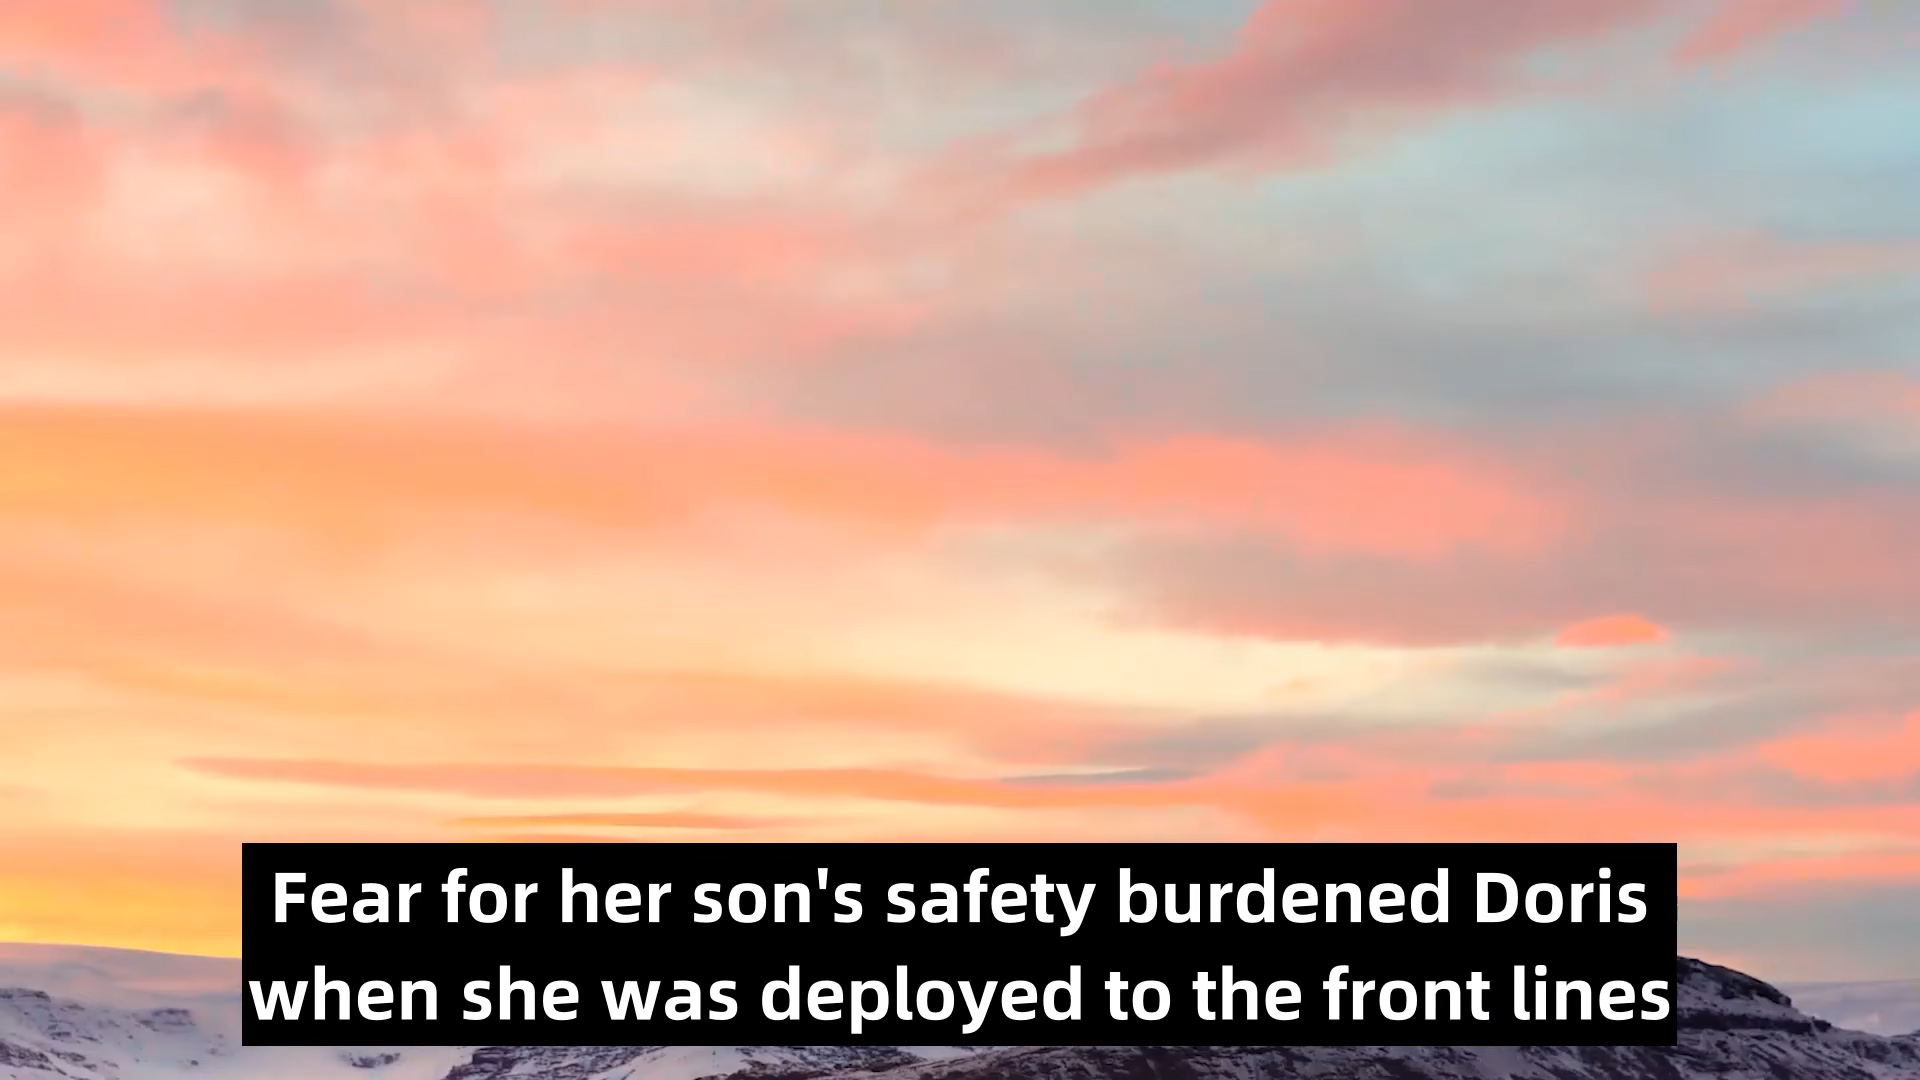 Fear for her son's safety burdened Doris
when she was deployed to the front lines